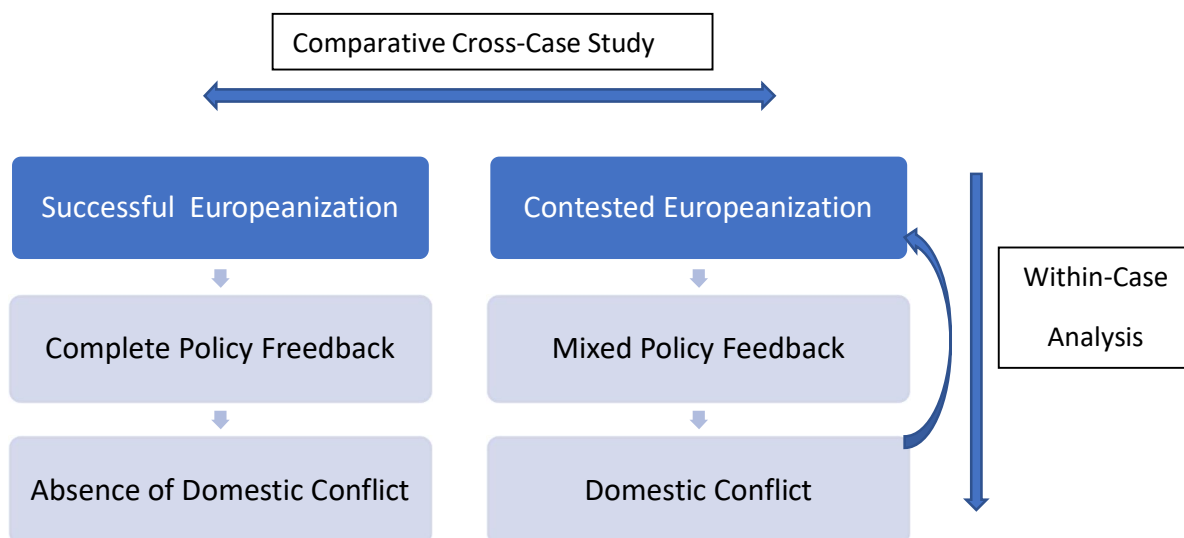 Comparative Cross-Case Study
Successful Europeanization
Contested Europeanization
Complete Policy Freedback
Mixed Policy Feedback
Within-Case
Analysis
Absence of Domestic Conflict
Domestic Conflict